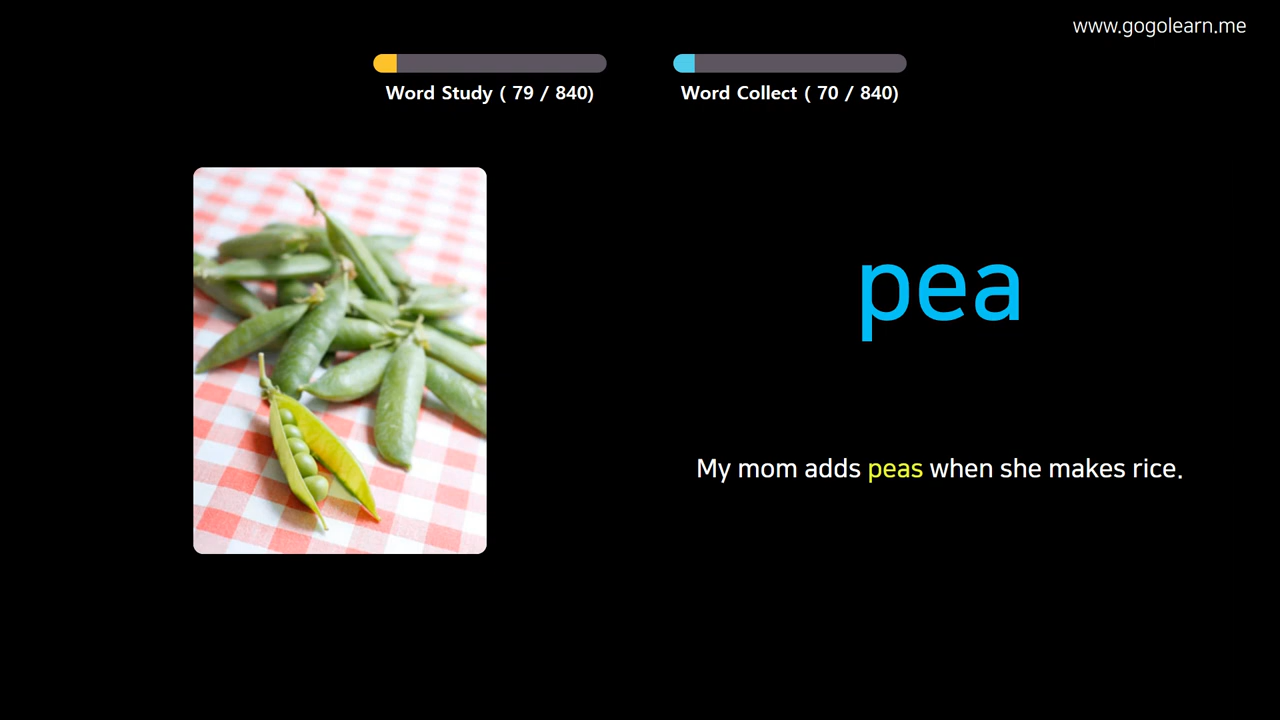 www.gogolearn.me
Word Study ( 79 / 840)
Word Collect ( 70 / 840)
pea
My mom adds peas when she makes rice.